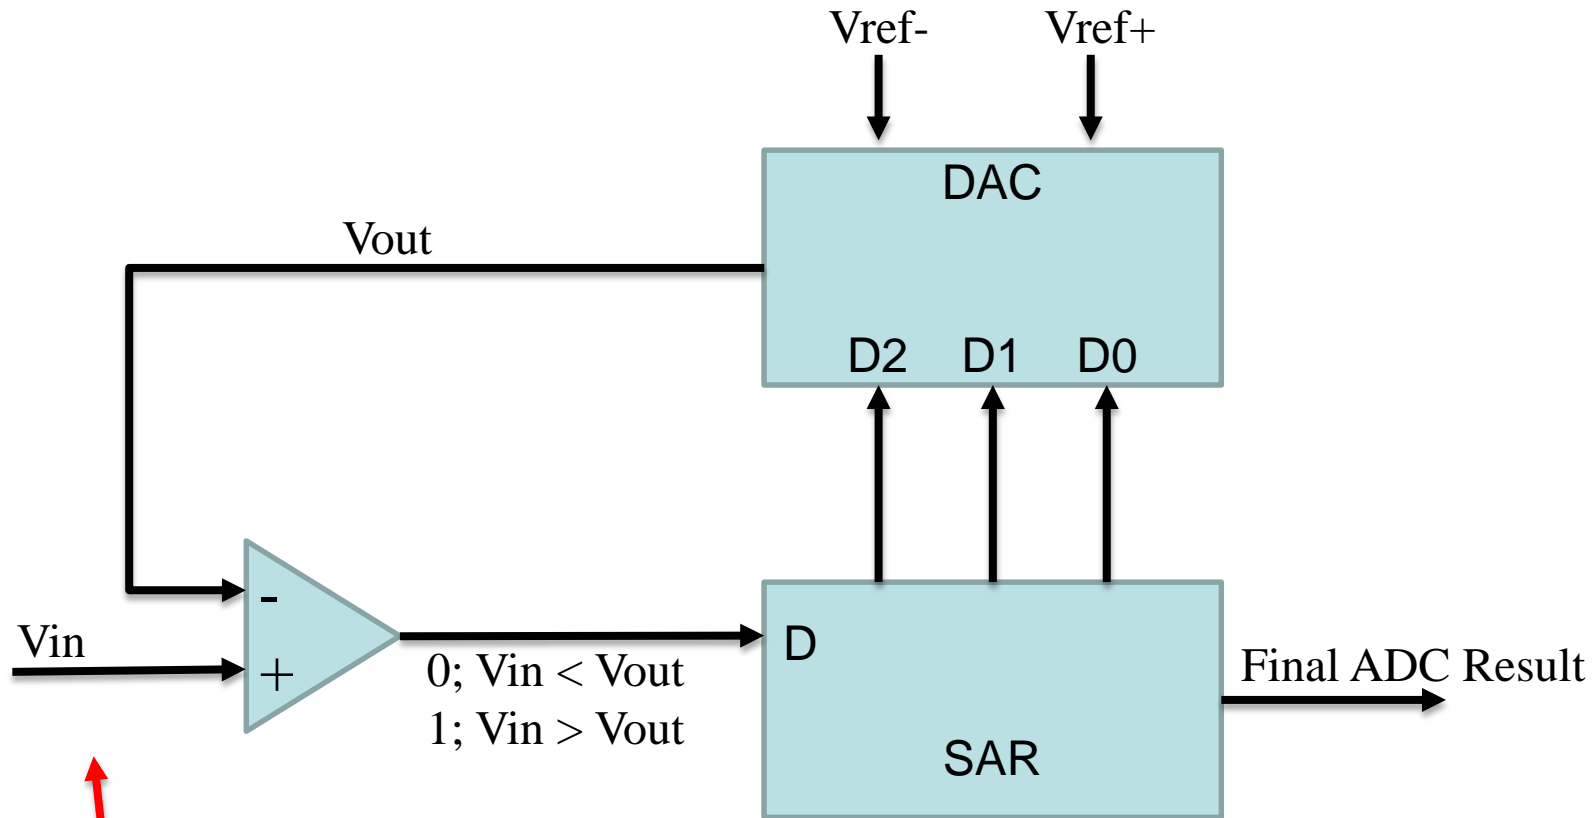 Vref- Vref+
DAC
Vout
D2 D1 D0
-
Vin
+
D
0; Vin < Vout
1; Vin > Vout
Final ADC Result
SAR